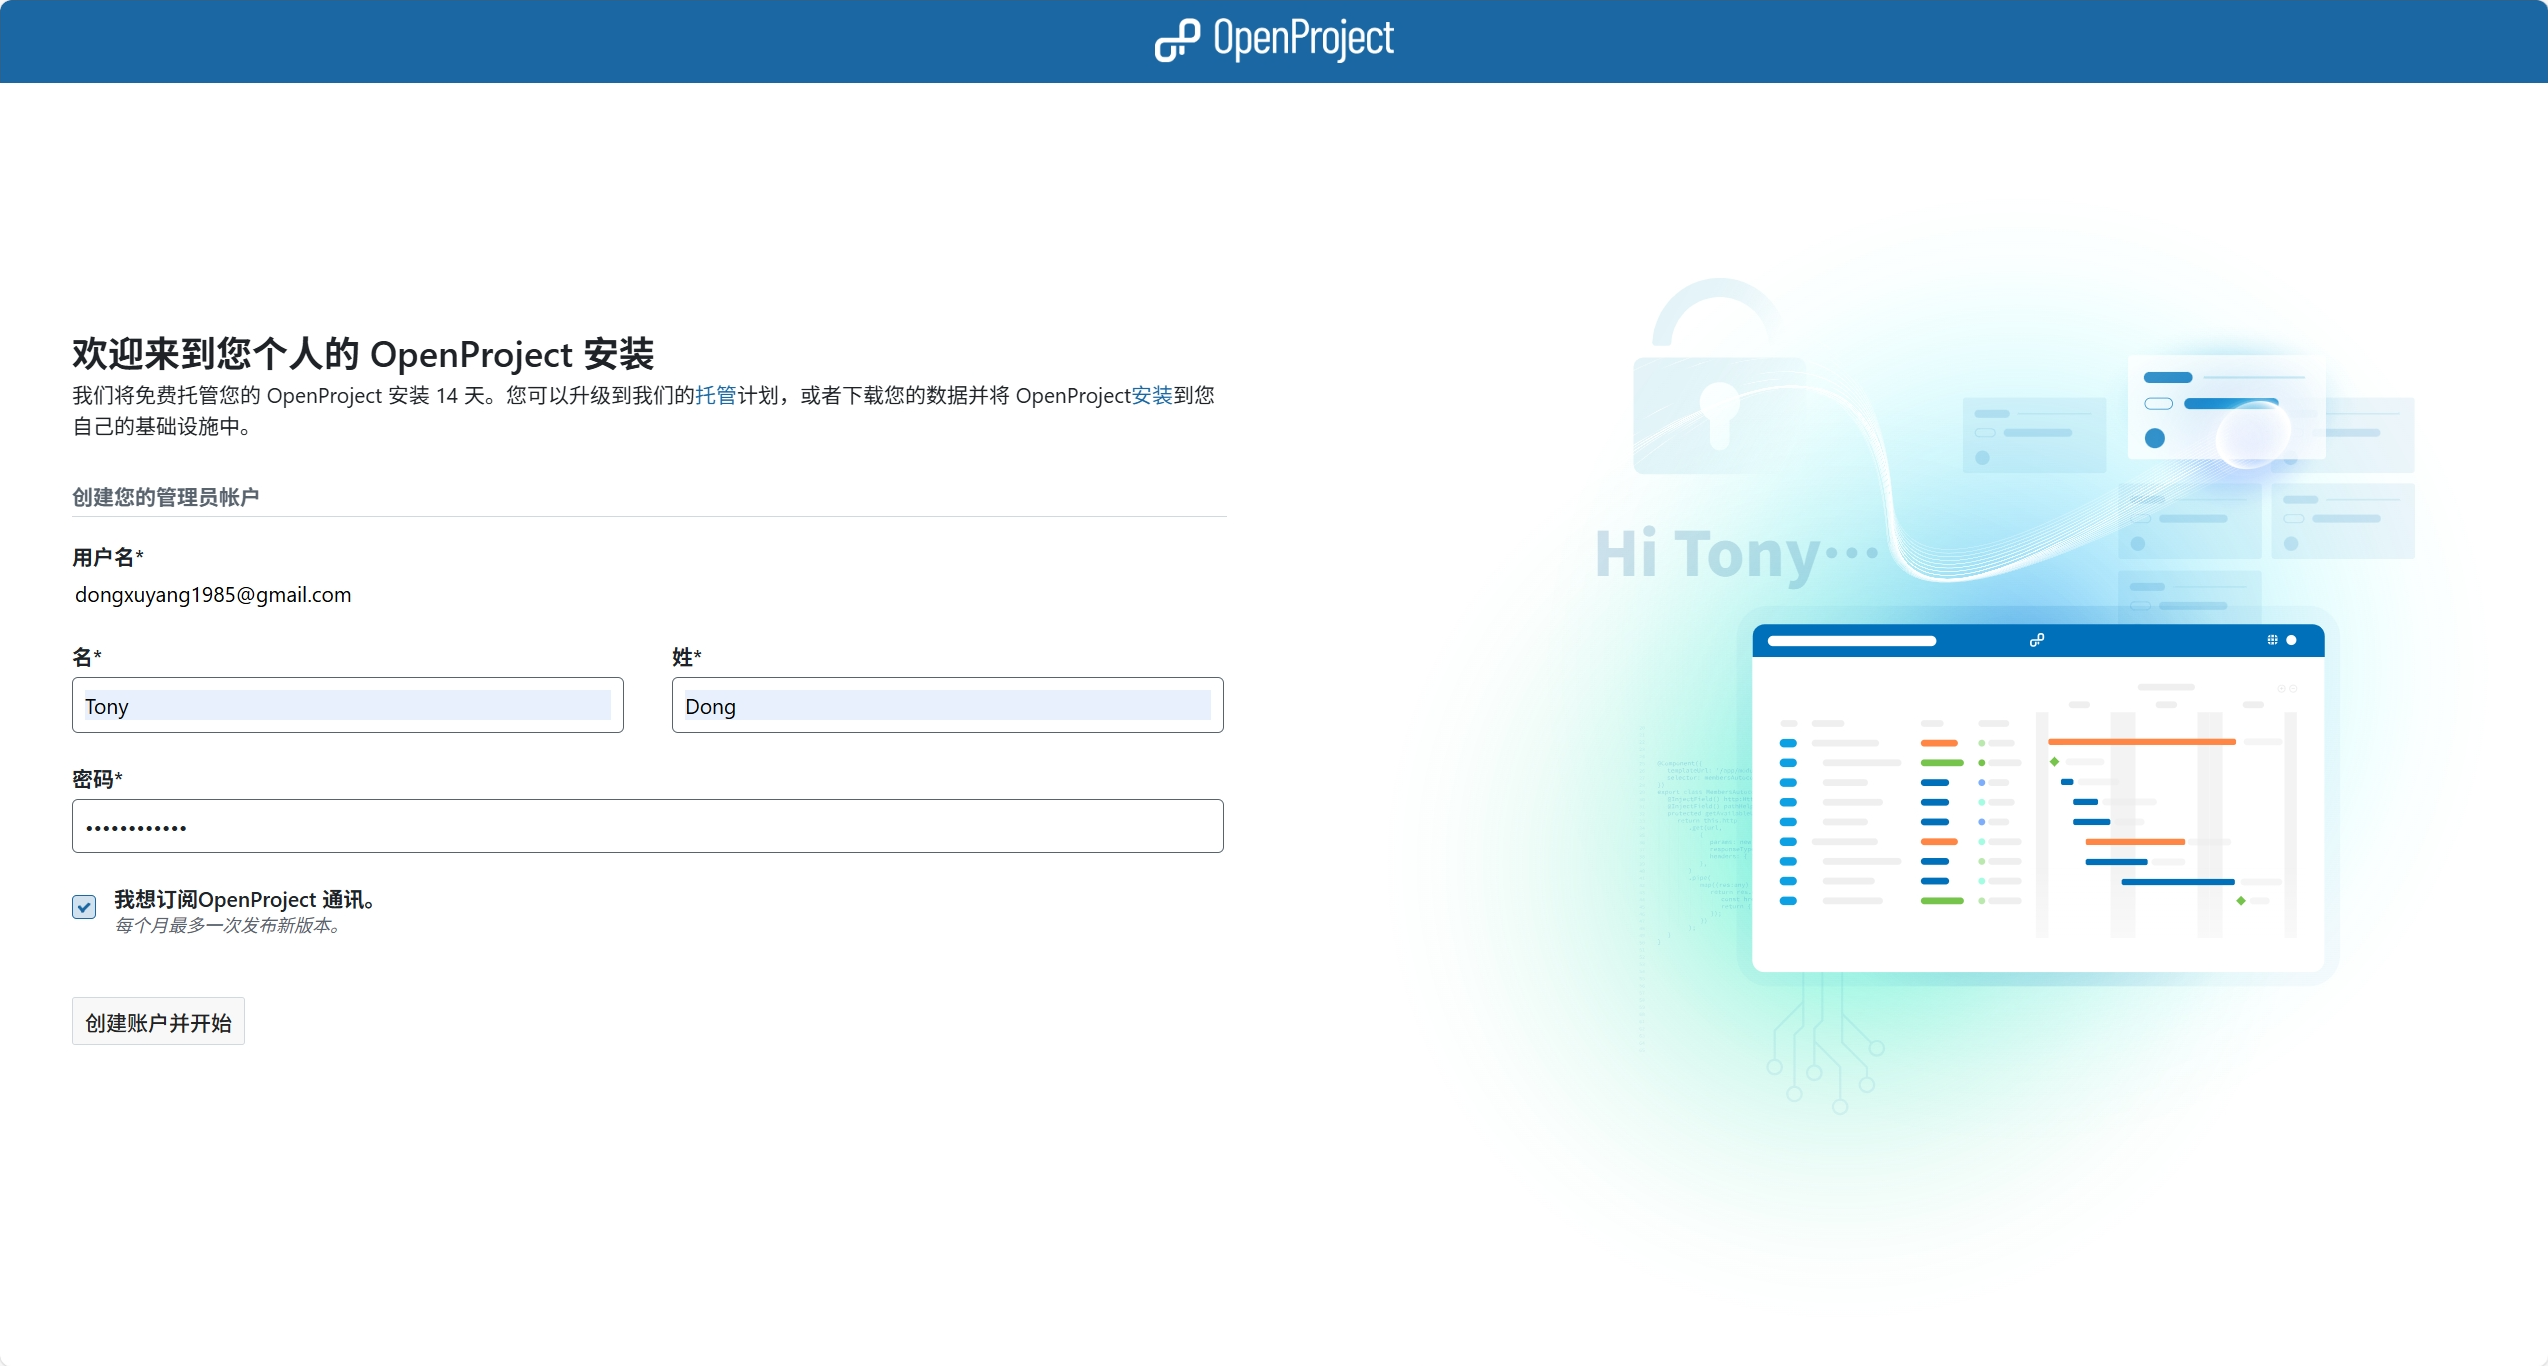 OpenProject
欢迎来到您个人的 OpenProject 安装
我们将免费托管您的 OpenProject 安装 14 天。您可以升级到我们的托管计划，或者下载您的数据并将 OpenProject安装到您
自己的基础设施中。
创建您的管理员帐户
用户名*
dongxuyang1985@gmail.com
名*
姓*
Tony
Dong
密码*
••••••••••••
我想订阅OpenProject 通讯。
每个月最多一次发布新版本。
创建账户并开始
Hi Tony···